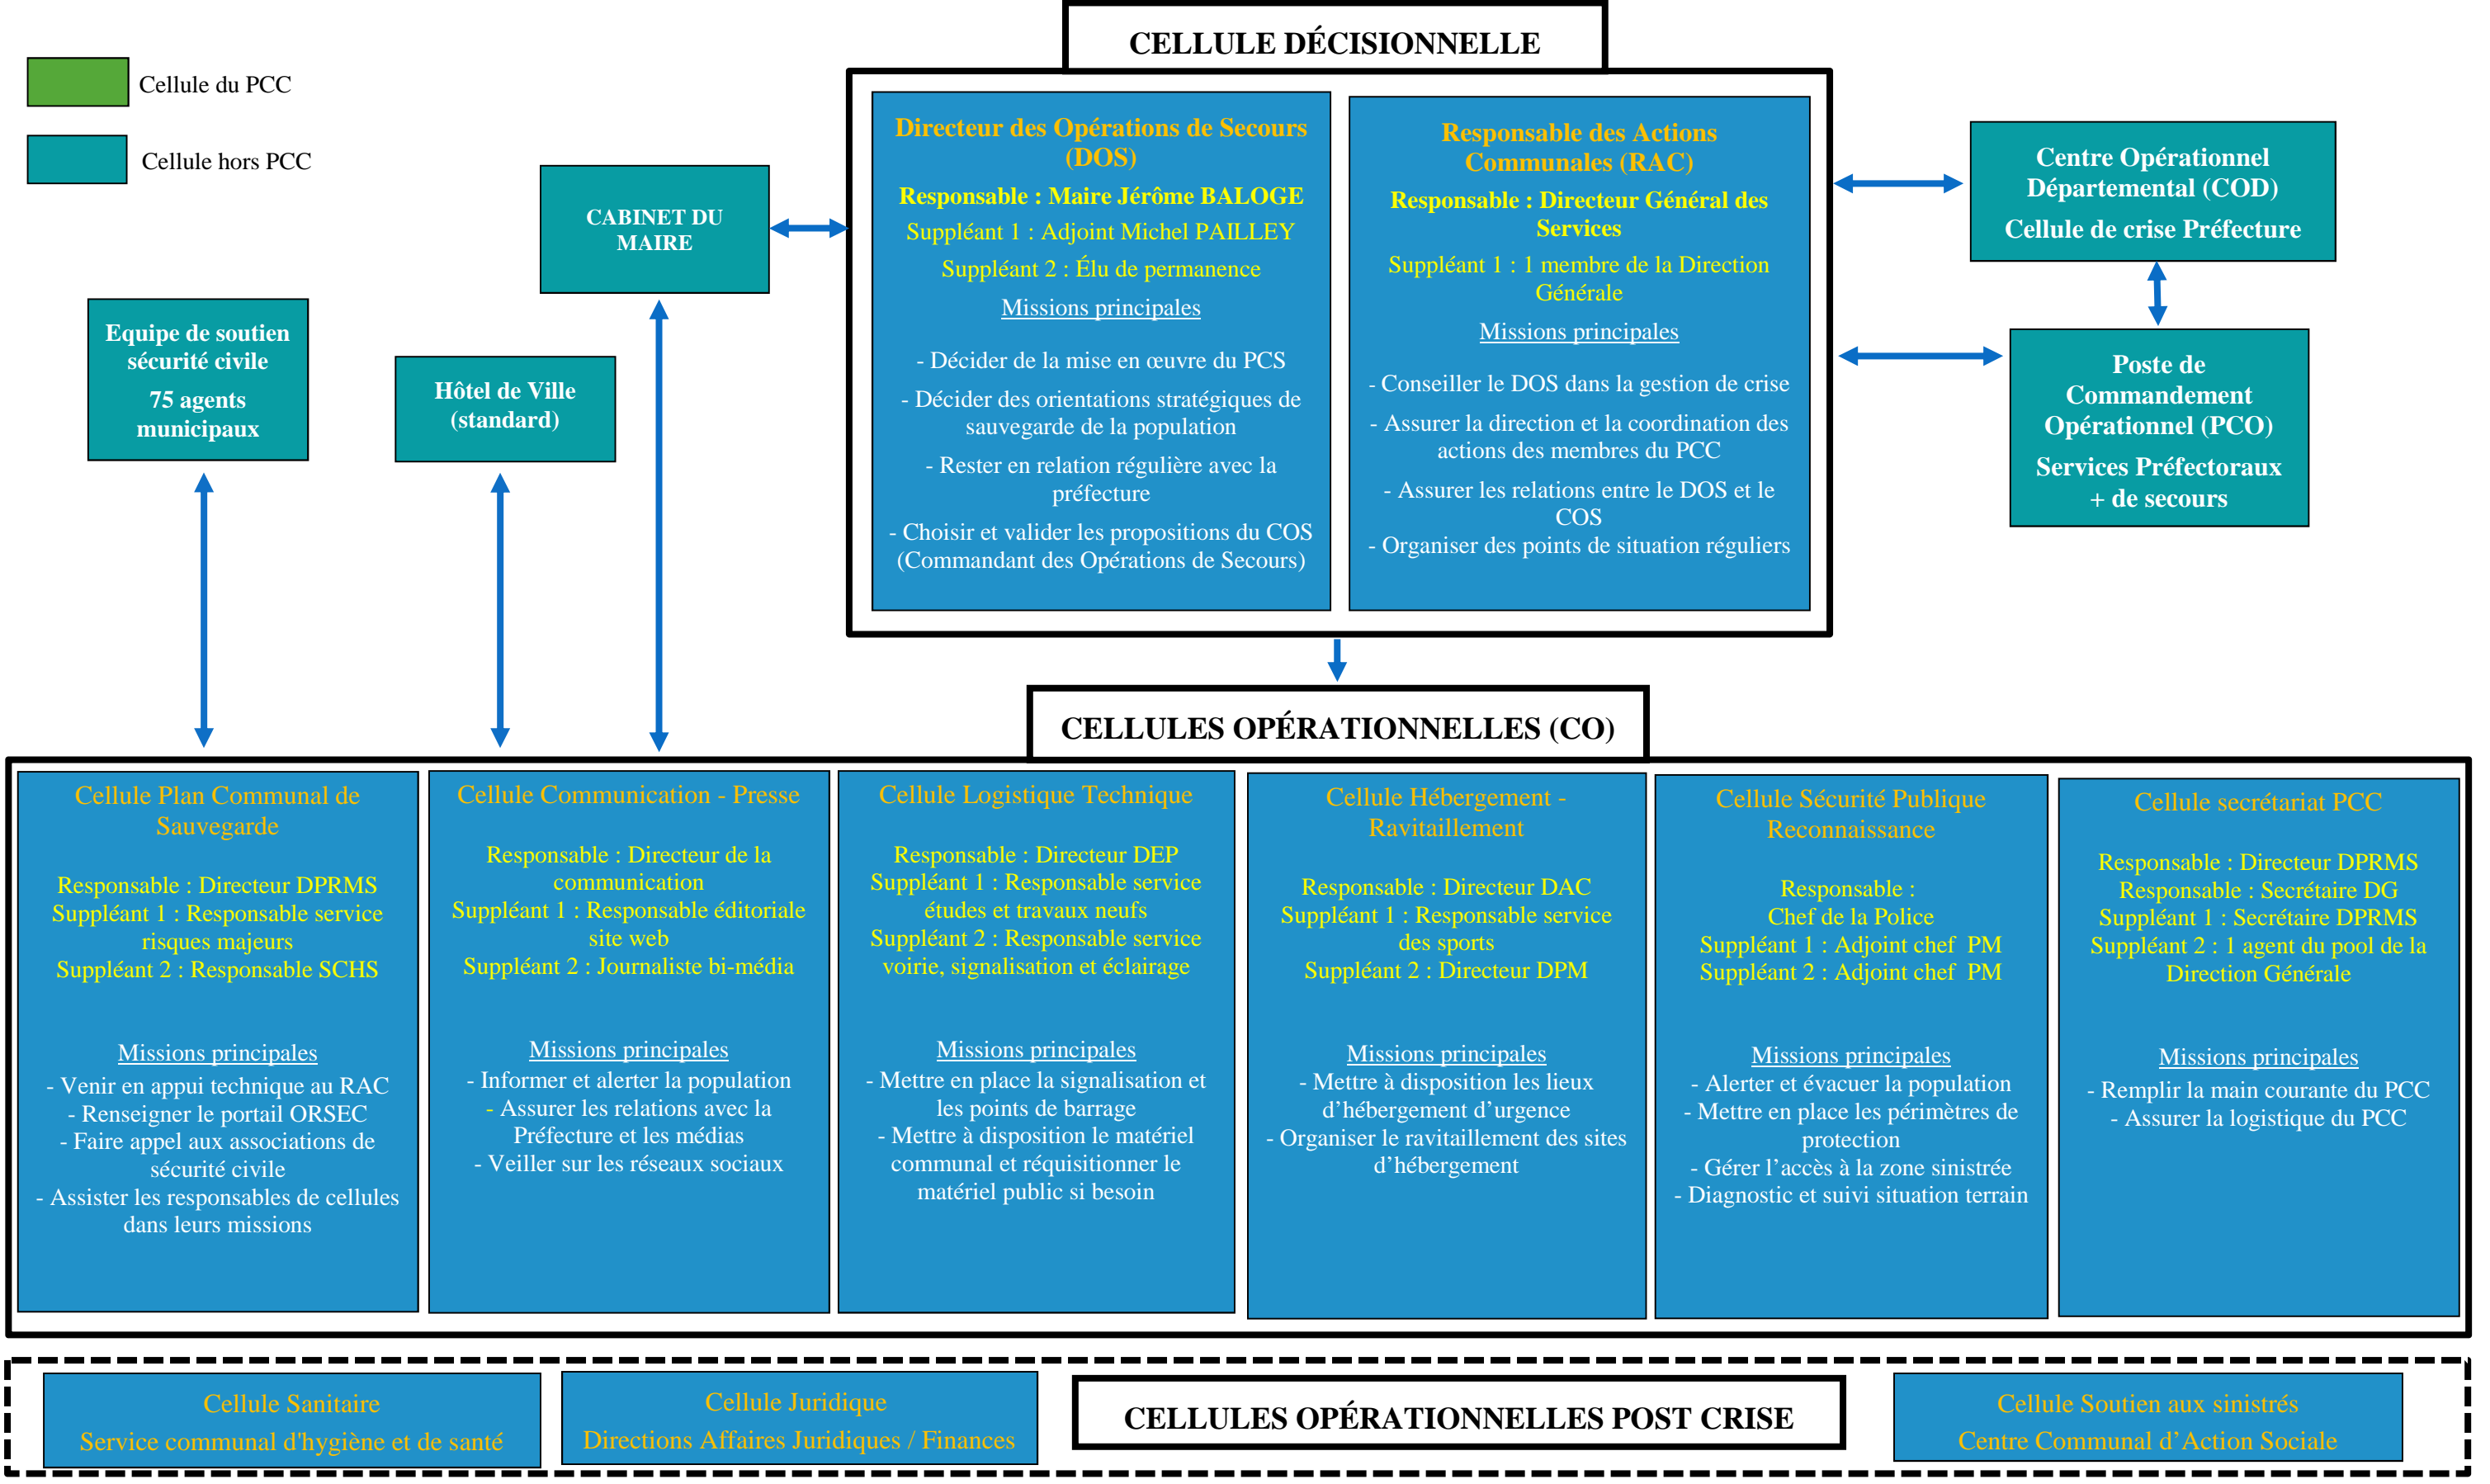 CELLULE DÉCISIONNELLE
Cellule du PCC
Cellule hors PCC
Directeur des Opérations de Secours
(DOS)
Responsable : Maire Jérôme BALOGE
Suppléant 1 : Adjoint Michel PAILLEY
Suppléant 2 : Élu de permanence
Missions principales
- Décider de la mise en œuvre du PCS
- Décider des orientations stratégiques de
sauvegarde de la population
- Rester en relation régulière avec la
préfecture
- Choisir et valider les propositions du COS
(Commandant des Opérations de Secours)
Responsable des Actions
Communales (RAC)
Responsable : Directeur Général des
Services
Suppléant 1 : 1 membre de la Direction
Générale
Missions principales
- Conseiller le DOS dans la gestion de crise
- Assurer la direction et la coordination des
actions des membres du PCC
- Assurer les relations entre le DOS et le
COS
- Organiser des points de situation réguliers
Centre Opérationnel
Départemental (COD)
Cellule de crise Préfecture
Poste de
Commandement
Opérationnel (PCO)
Services Préfectoraux
+ de secours
CABINET DU
MAIRE
Equipe de soutien
sécurité civile
75 agents
municipaux
Hôtel de Ville
(standard)
CELLULES OPÉRATIONNELLES (CO)
Cellule Plan Communal de
Sauvegarde
Responsable : Directeur DPRMS
Suppléant 1 : Responsable service
risques majeurs
Suppléant 2 : Responsable SCHS
Missions principales
- Venir en appui technique au RAC
- Renseigner le portail ORSEC
- Faire appel aux associations de
sécurité civile
- Assister les responsables de cellules
dans leurs missions
Cellule Communication - Presse
Responsable : Directeur de la
communication
Suppléant 1 : Responsable éditoriale
site web
Suppléant 2 : Journaliste bi-média
Missions principales
- Informer et alerter la population
- Assurer les relations avec la
Préfecture et les médias
- Veiller sur les réseaux sociaux
Cellule Logistique Technique
Responsable : Directeur DEP
Suppléant 1 : Responsable service
études et travaux neufs
Suppléant 2 : Responsable service
voirie, signalisation et éclairage
Missions principales
- Mettre en place la signalisation et
les points de barrage
- Mettre à disposition le matériel
communal et réquisitionner le
matériel public si besoin
Cellule Hébergement -
Ravitaillement
Responsable : Directeur DAC
Suppléant 1 : Responsable service
des sports
Suppléant 2 : Directeur DPM
Missions principales
- Mettre à disposition les lieux
d’hébergement d’urgence
- Organiser le ravitaillement des sites
d’hébergement
Cellule Sécurité Publique
Reconnaissance
Responsable :
Chef de la Police
Suppléant 1 : Adjoint chef PM
Suppléant 2 : Adjoint chef PM
Missions principales
- Alerter et évacuer la population
- Mettre en place les périmètres de
protection
- Gérer l’accès à la zone sinistrée
- Diagnostic et suivi situation terrain
Cellule secrétariat PCC
Responsable : Directeur DPRMS
Responsable : Secrétaire DG
Suppléant 1 : Secrétaire DPRMS
Suppléant 2 : 1 agent du pool de la
Direction Générale
Missions principales
- Remplir la main courante du PCC
- Assurer la logistique du PCC
Cellule Sanitaire
Service communal d'hygiène et de santé
Cellule Juridique
Directions Affaires Juridiques / Finances
CELLULES OPÉRATIONNELLES POST CRISE
Cellule Soutien aux sinistrés
Centre Communal d’Action Sociale